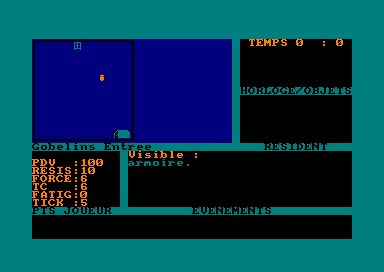 TEMPS 0 : 0
HORLOGE/OBJETS
Gobelins Entree
RESIDENT
PDV :100
RESIS:10
FORCE:6
TC :6
FATIG:0
TICK :5
Visible :
armoire.
PTS JOUEUR
EVENEMENTS